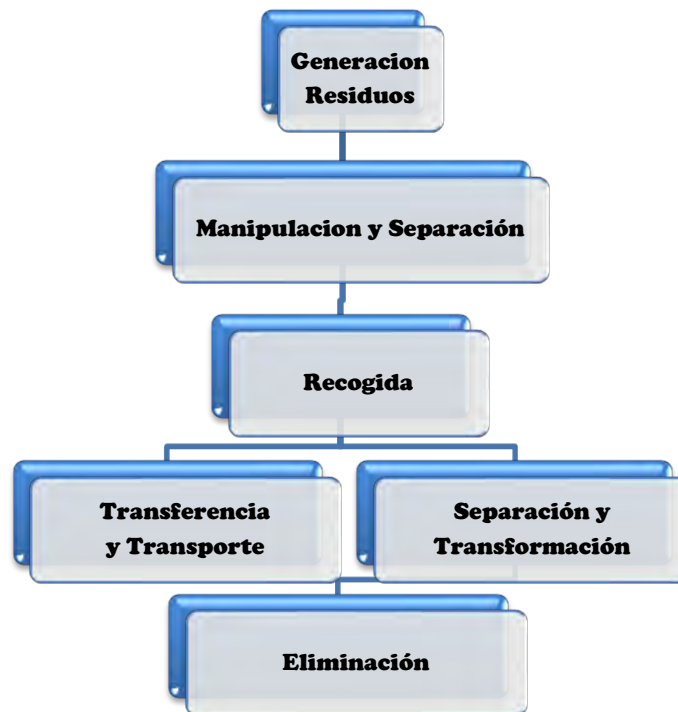 Generacion
Residuos
Manipulacion y Separación
Recogida
Transferencia
y Transporte
Separación y
Transformación
Eliminación